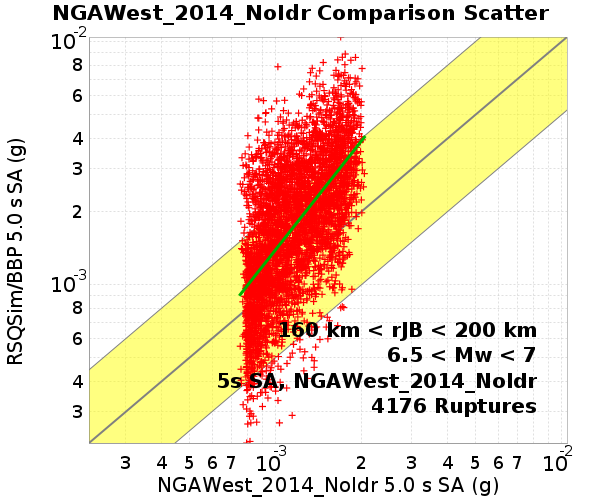 NGAWest_2014_NoIdr Comparison Scatter
RSQSim/BBP 5.0 s SA (g)
10-2
8
6
4
3
2
10-3
8
6
4
3
160 km < rJB < 200 km
6.5 < Mw < 7
5s SA, NGAWest_2014_NoIdr
4176 Ruptures
3 4 5 6 7 10-3 2 3 4 5 6 7 10-2
NGAWest_2014_NoIdr 5.0 s SA (g)